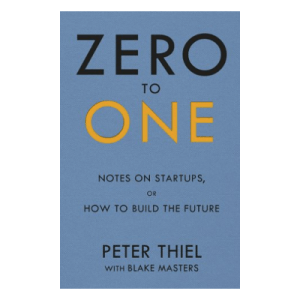 ZERO
TO
ONE
NOTES ON STARTUPS,
OR
HOW TO BUILD THE FUTURE
PETER THIEL
WITH BLAKE MASTERS